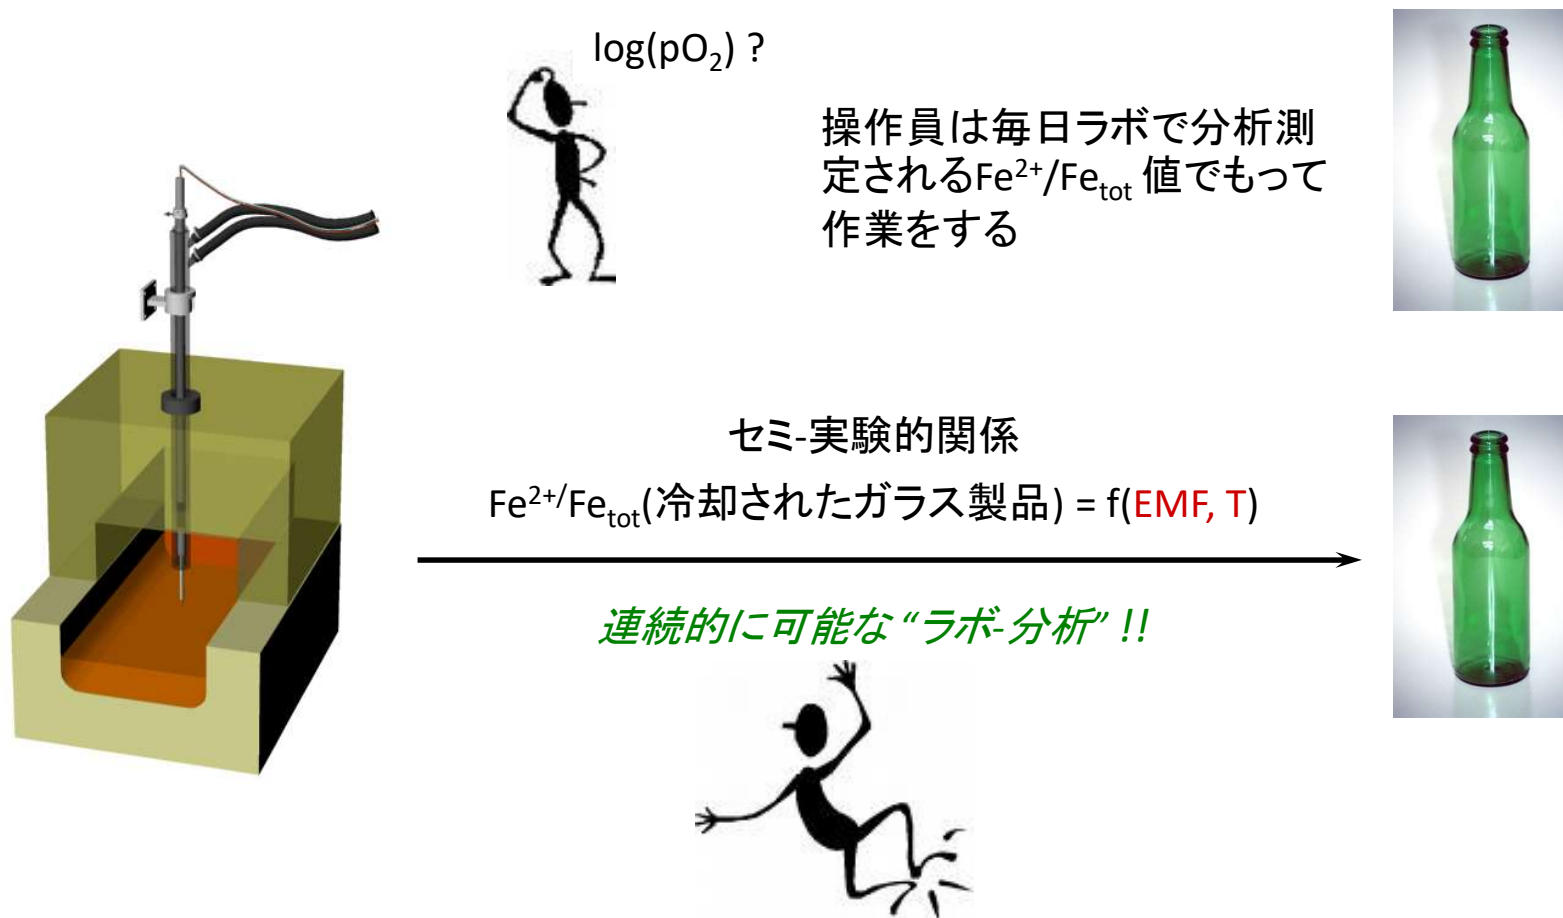 log(pO₂) ?
操作員は毎日ラボで分析測
定されるFe²⁺/Feₜₒₜ 値でもって
作業をする
セミ-実験的関係
Fe²⁺/Feₜₒₜ(冷却されたガラス製品) = f(EMF, T)
連続的に可能な “ラボ-分析” !!